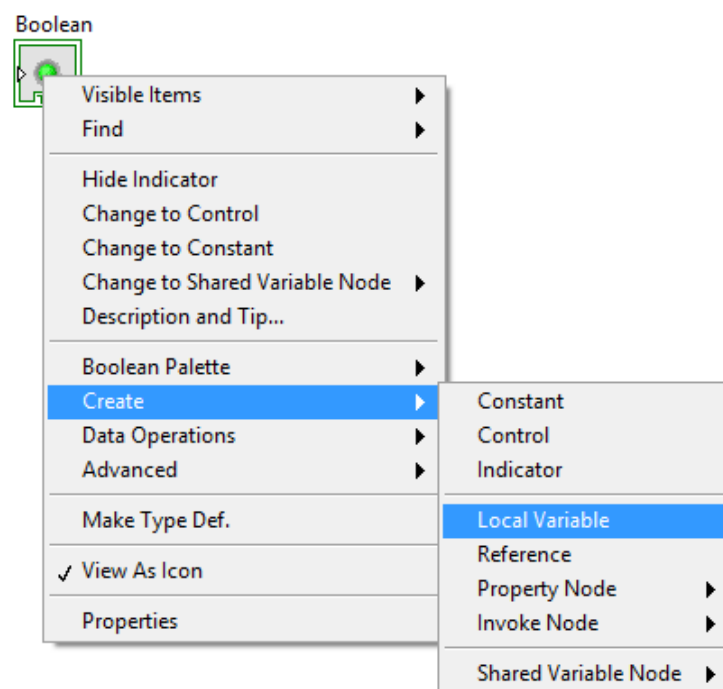 Boolean
Visible Items
Find
Hide Indicator
Change to Control
Change to Constant
Change to Shared Variable Node
Description and Tip...
Boolean Palette
Create
Data Operations
Advanced
Make Type Def.
View As Icon
Properties
Constant
Control
Indicator
Local Variable
Reference
Property Node
Invoke Node
Shared Variable Node